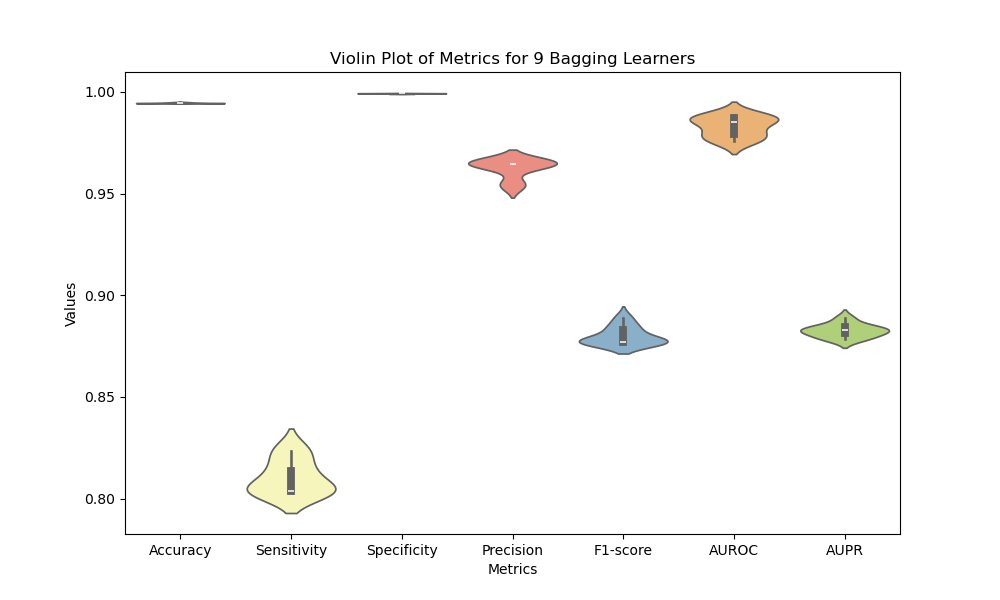 Violin Plot of Metrics for 9 Bagging Learners
1.00
0.95
0.90
0.85
0.80
Values
Accuracy Sensitivity Specificity Precision F1-score AUROC AUPR
Metrics